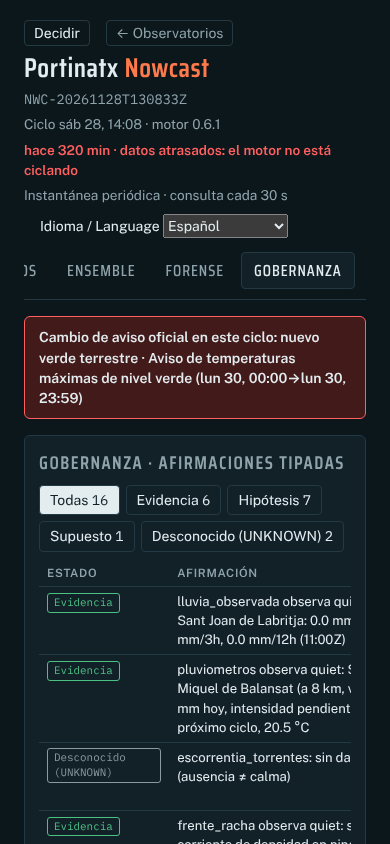 Decidir
← Observatorios
Portinatx Nowcast
NWC-20261128T130833Z
Ciclo sáb 28, 14:08 · motor 0.6.1
hace 320 min · datos atrasados: el motor no está
ciclando
Instantánea periódica · consulta cada 30 s
Idioma / Language Español
OS ENSEMBLE FORENSE GOBERNANZA
Cambio de aviso oficial en este ciclo: nuevo
verde terrestre · Aviso de temperaturas
máximas de nivel verde (lun 30, 00:00→lun 30,
23:59)
GOBERNANZA · AFIRMACIONES TIPADAS
Todas 16 Evidencia 6 Hipótesis 7
Supuesto 1 Desconocido (UNKNOWN) 2
ESTADO AFIRMACIÓN
Evidencia lluvia_observada observa qui
Sant Joan de Labritja: 0.0 mm
mm/3h, 0.0 mm/12h (11:00Z)
Evidencia pluviometros observa quiet: S
Miquel de Balansat (a 8 km, v
mm hoy, intensidad pendient
próximo ciclo, 20.5 °C
Desconocido (UNKNOWN) escorrentia_torrentes: sin da
(ausencia ≠ calma)
Evidencia frente_racha observa quiet: s